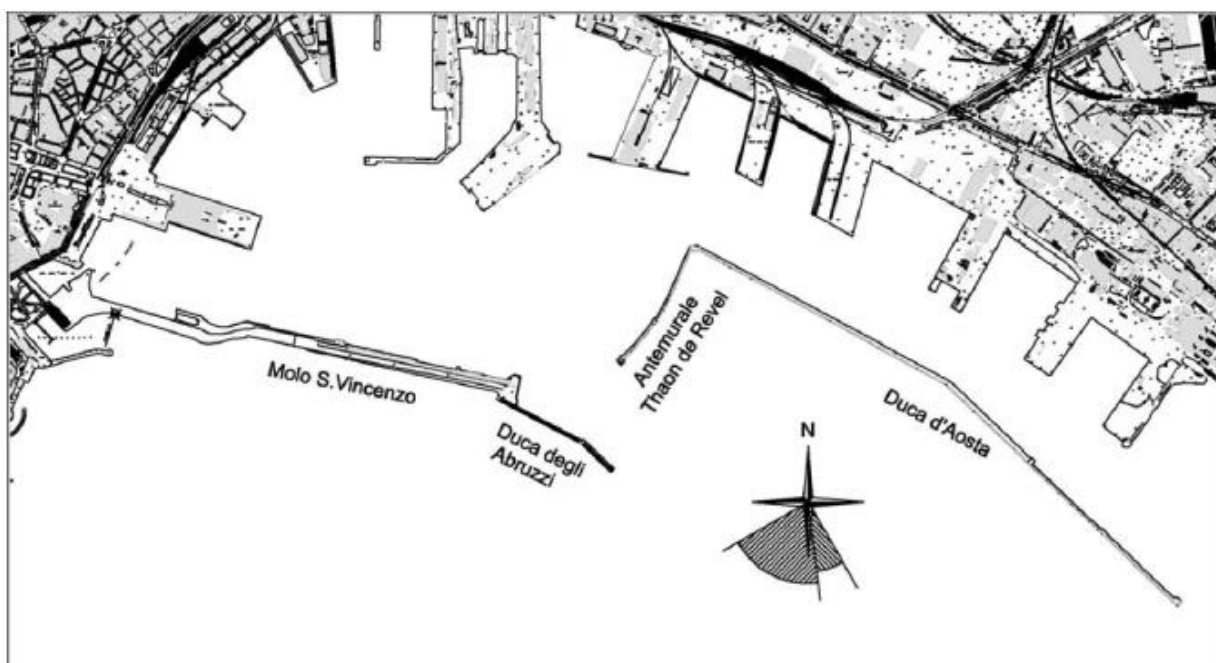 Molo S.Vincenzo
Duca degli
Abruzzi
Antemurale
Thaon de Revel
Duca d'Aosta
N